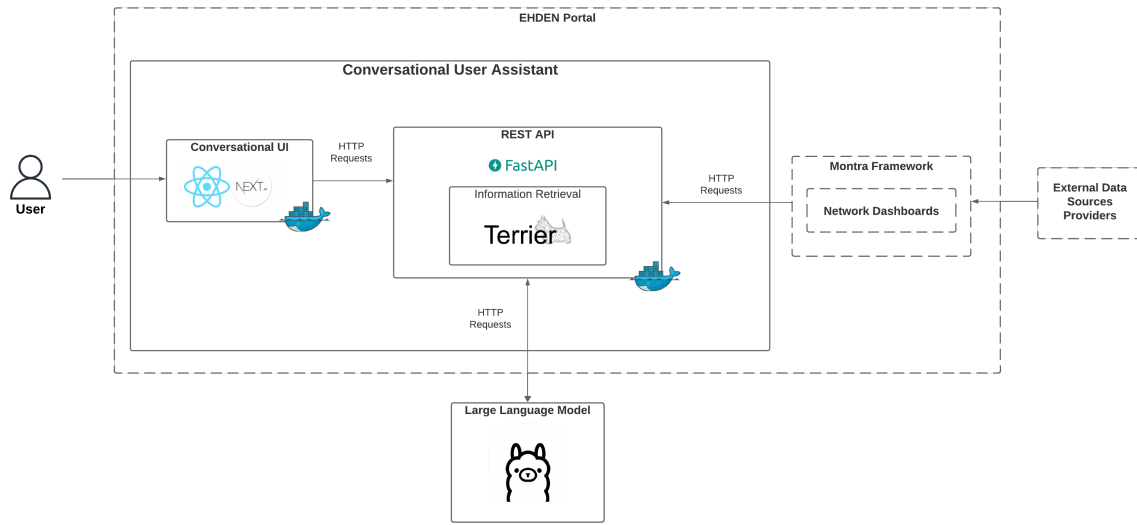 EHDEN Portal
Conversational User Assistant
REST API
Conversational UI
HTTP
Requests
FastAPI
NEXT.JS
Information Retrieval
Terrier
HTTP
Requests
Montra Framework
Network Dashboards
External Data
Sources
Providers
User
HTTP
Requests
Large Language Model